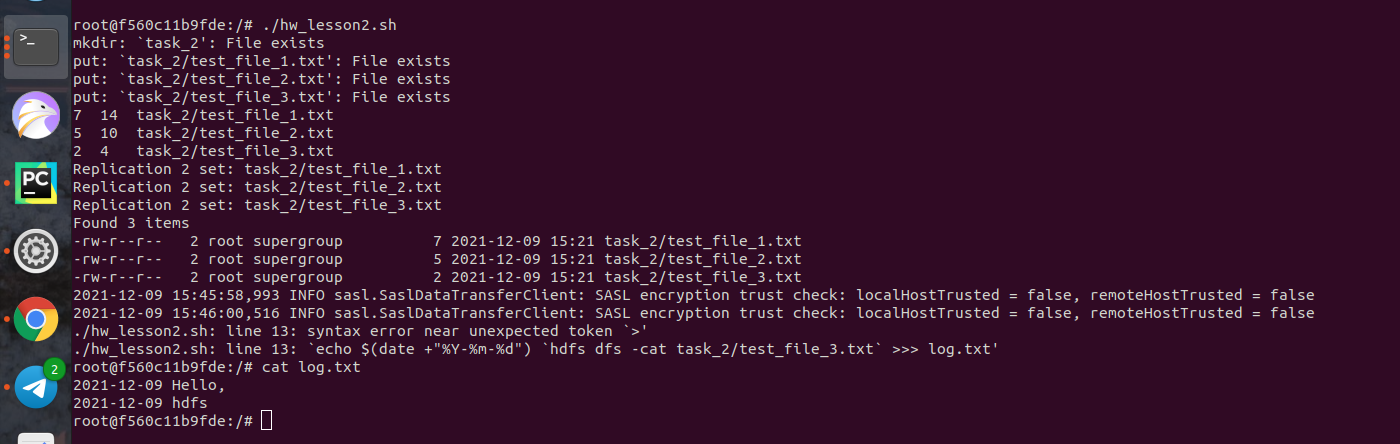 root@f560c11b9fde:/# ./hw_lesson2.sh
mkdir: `task_2': File exists
put: `task_2/test_file_1.txt': File exists
put: `task_2/test_file_2.txt': File exists
put: `task_2/test_file_3.txt': File exists
7  14  task_2/test_file_1.txt
5  10  task_2/test_file_2.txt
2  4   task_2/test_file_3.txt
Replication 2 set: task_2/test_file_1.txt
Replication 2 set: task_2/test_file_2.txt
Replication 2 set: task_2/test_file_3.txt
Found 3 items
-rw-r--r--   2 root supergroup          7 2021-12-09 15:21 task_2/test_file_1.txt
-rw-r--r--   2 root supergroup          5 2021-12-09 15:21 task_2/test_file_2.txt
-rw-r--r--   2 root supergroup          2 2021-12-09 15:21 task_2/test_file_3.txt
2021-12-09 15:45:58,993 INFO sasl.SaslDataTransferClient: SASL encryption trust check: localHostTrusted = false, remoteHostTrusted = false
2021-12-09 15:46:00,516 INFO sasl.SaslDataTransferClient: SASL encryption trust check: localHostTrusted = false, remoteHostTrusted = false
./hw_lesson2.sh: line 13: syntax error near unexpected token `>'
./hw_lesson2.sh: line 13: `echo $(date +"%Y-%m-%d") `hdfs dfs -cat task_2/test_file_3.txt` >>> log.txt'
root@f560c11b9fde:/# cat log.txt
2021-12-09 Hello,
2021-12-09 hdfs
root@f560c11b9fde:/#
>_
PC
2